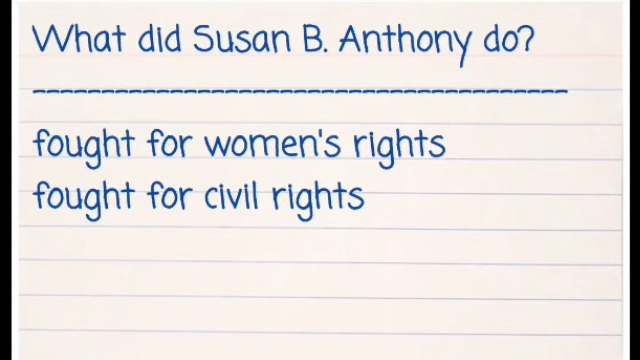 What did Susan B. Anthony do?
---------------------------------------
fought for women's rights
fought for civil rights